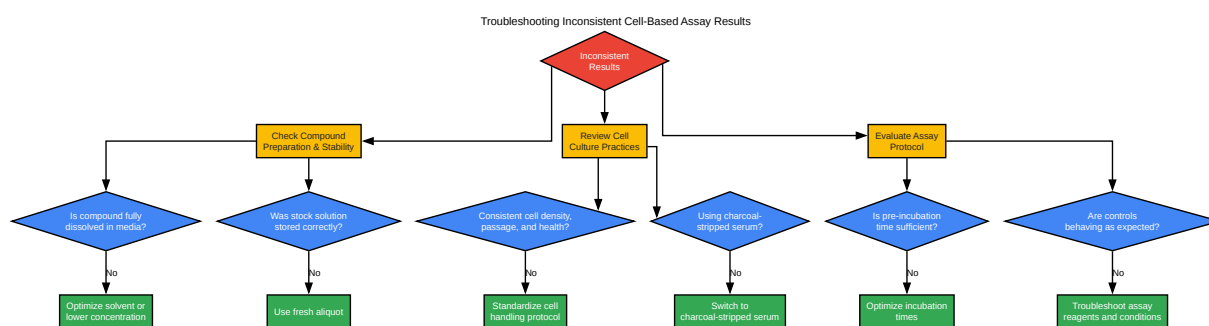 Troubleshooting Inconsistent Cell-Based Assay Results
Inconsistent
Results
Check Compound
Preparation & Stability
Review Cell
Culture Practices
Evaluate Assay
Protocol
Is compound fully
dissolved in media?
Was stock solution
stored correctly?
Consistent cell density,
passage, and health?
Using charcoal-
stripped serum?
Is pre-incubation
time sufficient?
Are controls
behaving as expected?
No
No
No
No
No
No
Optimize solvent or
lower concentration
Use fresh aliquot
Standardize cell
handling protocol
Switch to
charcoal-stripped serum
Optimize incubation
times
Troubleshoot assay
reagents and conditions